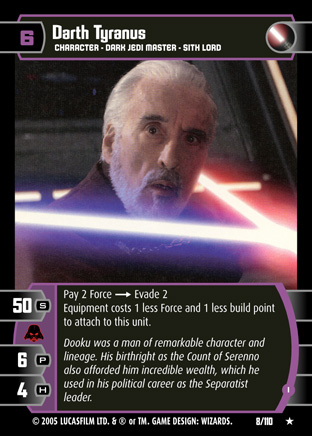 6 Darth Tyranus
CHARACTER - DARK JEDI MASTER - SITH LORD
50 S
6 P
4 H
Pay 2 Force → Evade 2
Equipment costs 1 less Force and 1 less build point
to attach to this unit.
Dooku was a man of remarkable character and
lineage. His birthright as the Count of Serenno
also afforded him incredible wealth, which he
used in his political career as the Separatist
leader.
1
© 2005 LUCASFILM LTD. & ® or TM. GAME DESIGN: WIZARDS. 8/110 ★